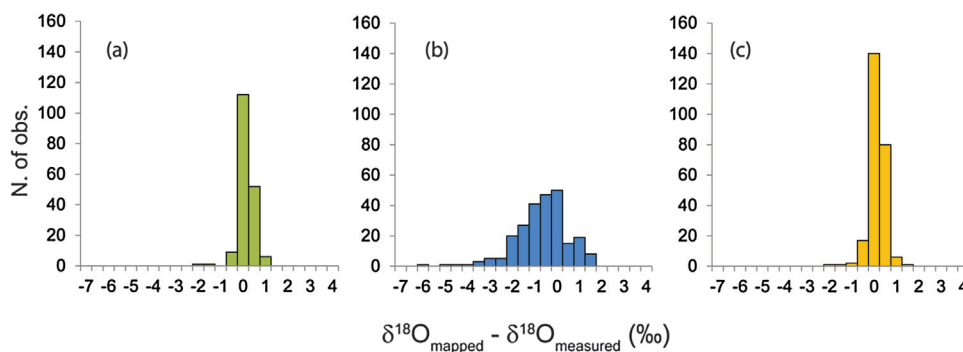 160 160 160
140 (a) 140 (b) 140 (c)
120 120 120
100 100 100
80 80 80
60 60 60
40 40 40
20 20 20
0 0 0
N. of obs.
-7 -6 -5 -4 -3 -2 -1 0 1 2 3 4 -7 -6 -5 -4 -3 -2 -1 0 1 2 3 4 -7 -6 -5 -4 -3 -2 -1 0 1 2 3 4
δ¹⁸Omapped - δ¹⁸Omeasured (‰)